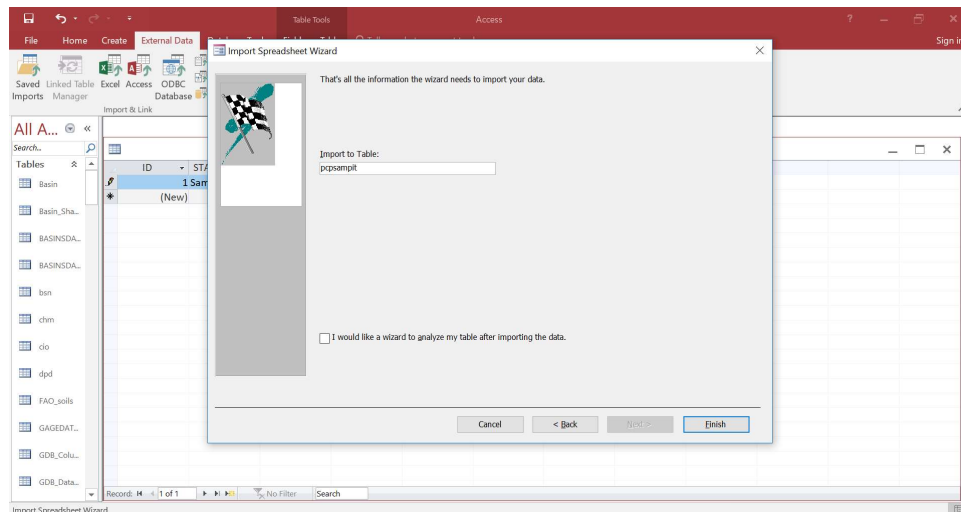 Table Tools
Access
?
File
Home
Create
External Data
Sign in
Saved Imports
Linked Table Manager
Excel
Access
ODBC Database
Import & Link
Import Spreadsheet Wizard
That's all the information the wizard needs to import your data.
Import to Table:
pcpsampit
I would like a wizard to analyze my table after importing the data.
Cancel
< Back
Next >
Finish
All A...
Search...
Tables
Basin
Basin_Sha...
BASINSDA...
BASINSDA...
bsn
chm
cio
dpd
FAO_soils
GAGEDAT...
GDB_Colu...
GDB_Data...
ID
STA
1 Sam
(New)
Record: 1 of 1
No Filter
Search
Import Spreadsheet Wizard